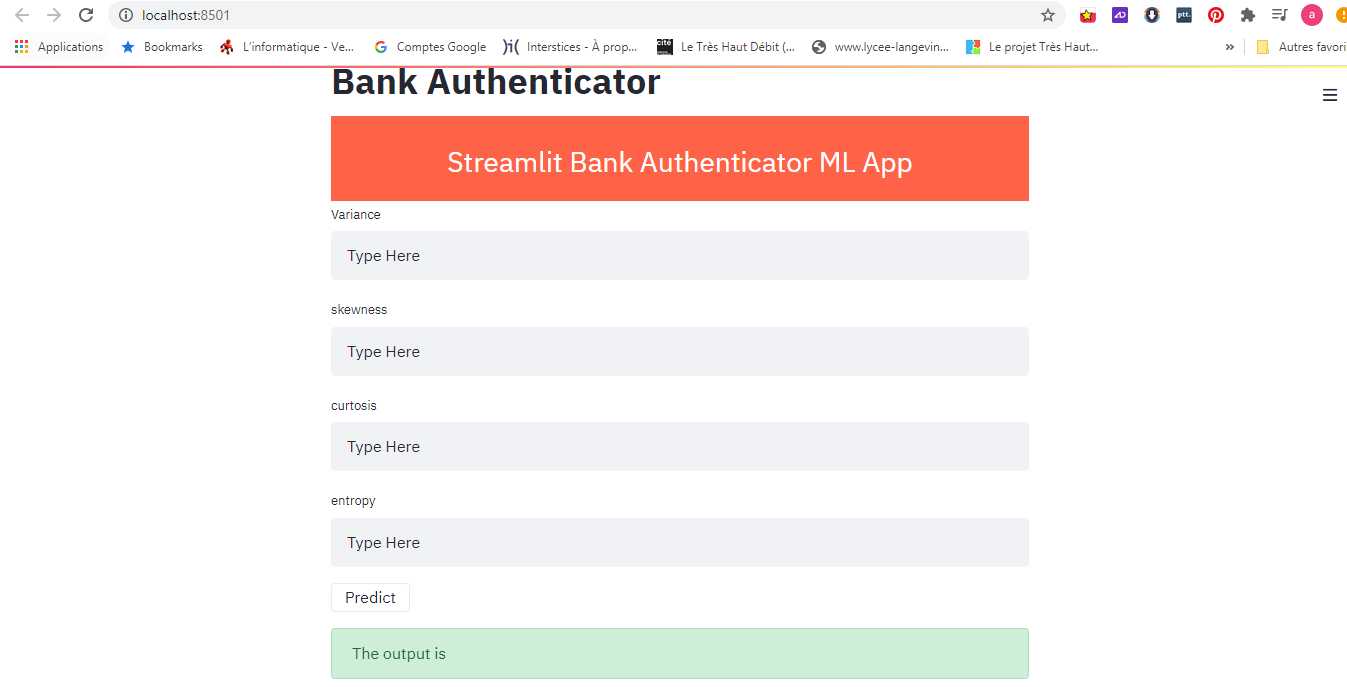 localhost:8501
ptt.
a
Applications
Bookmarks
L'informatique - Ve...
G Comptes Google
)i( Interstices - À prop...
cité Le Très Haut Débit (...
www.lycee-langevin...
Le projet Très Haut...
»
Autres favori
Bank Authenticator
Streamlit Bank Authenticator ML App
Variance
Type Here
skewness
Type Here
curtosis
Type Here
entropy
Type Here
Predict
The output is